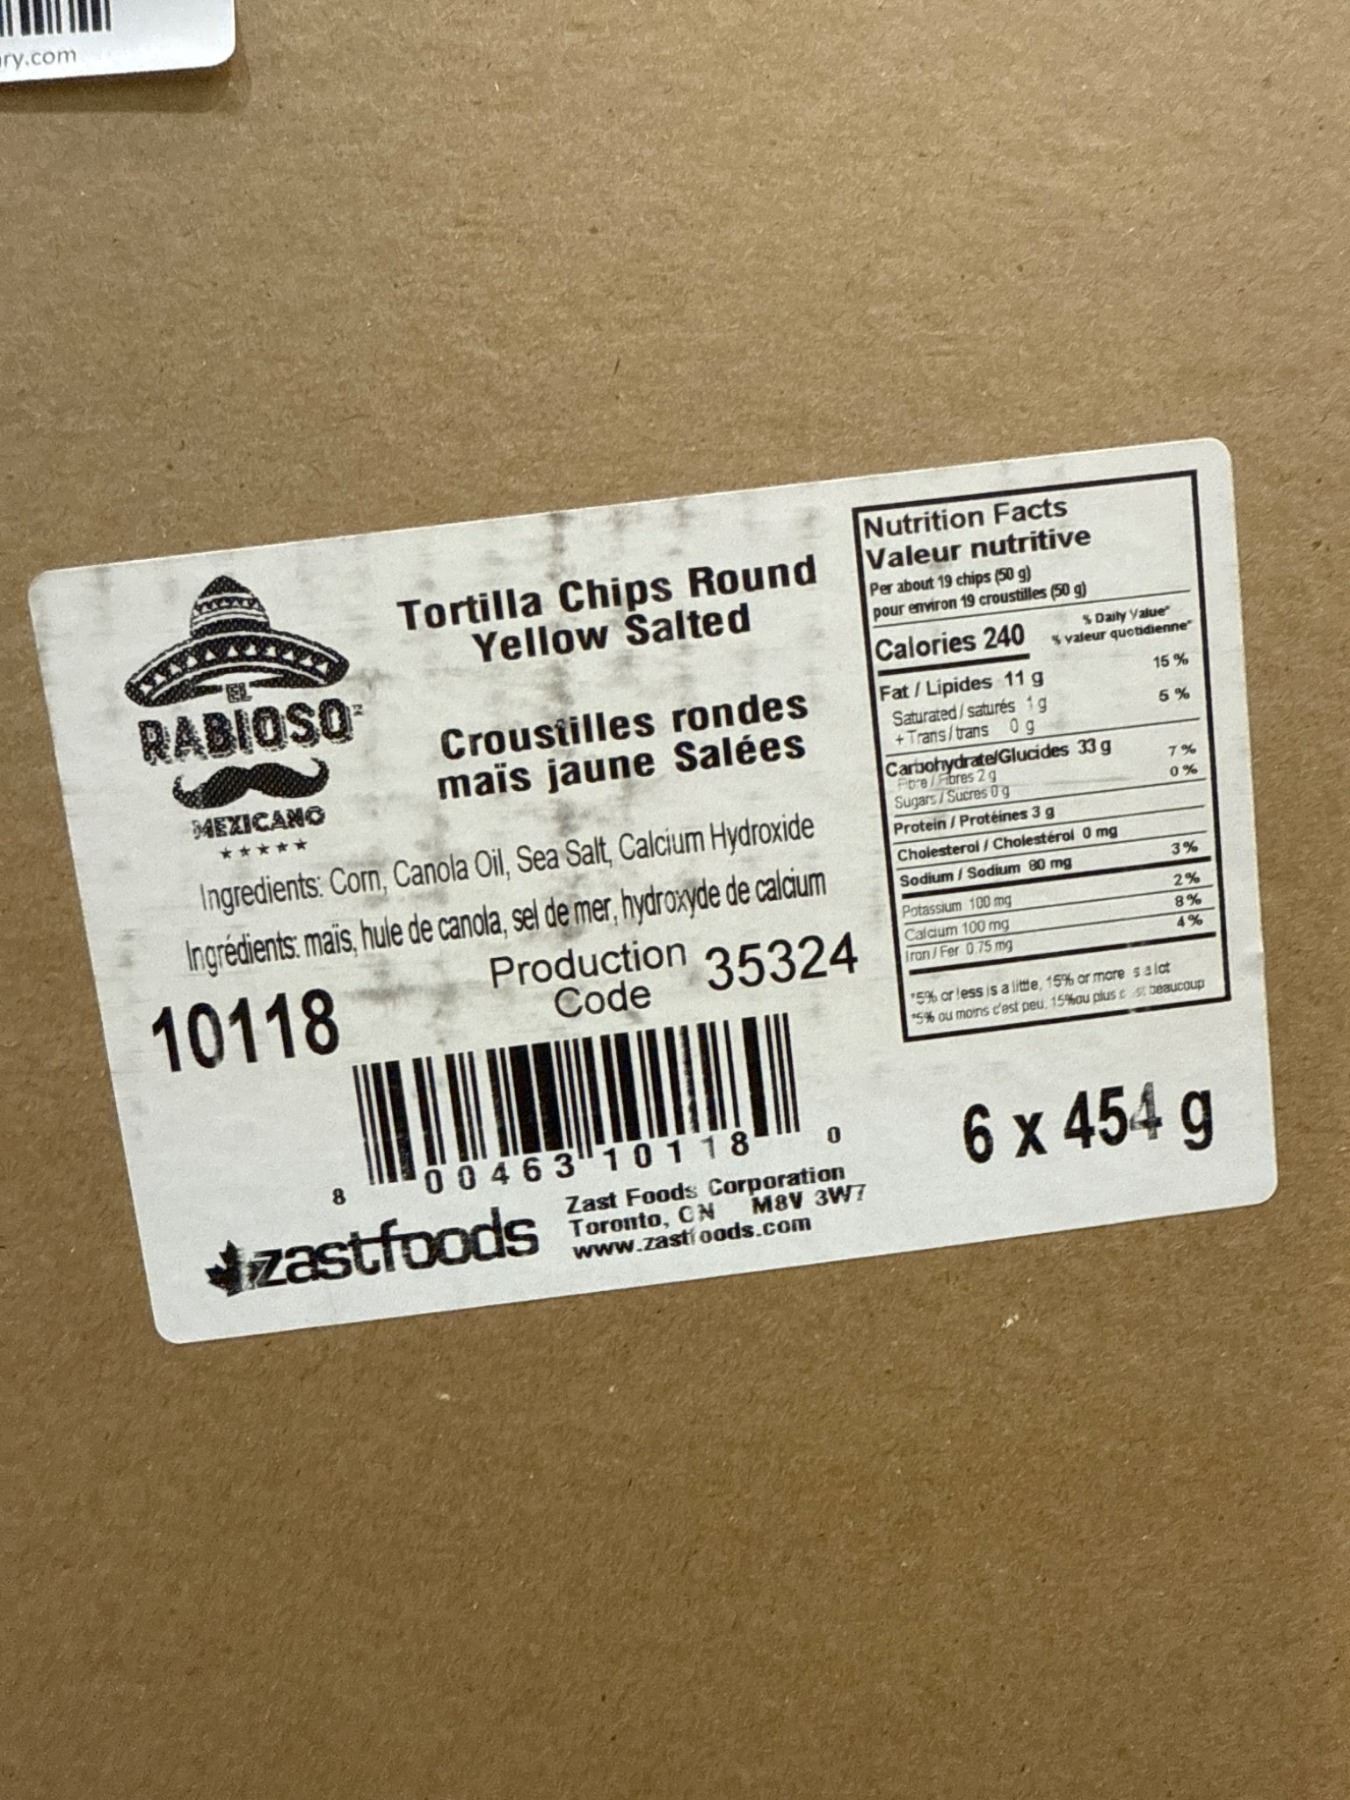 ry.com
EL
RABIOSO
MEXICANO
Tortilla Chips Round
Yellow Salted
Croustilles rondes
maïs jaune Salées
Ingredients: Corn, Canola Oil, Sea Salt, Calcium Hydroxide
Ingrédients: maïs, hule de canola, sel de mer, hydroxyde de calcium
10118
Production
Code
35324
8 00463 10118 0
zastfoods
Zast Foods Corporation
Toronto, ON M8V 3W7
www.zastfoods.com
Nutrition Facts
Valeur nutritive
Per about 19 chips (50 g)
pour environ 19 croustilles (50 g)
Calories 240
% Daily Value*
% valeur quotidienne*
Fat / Lipides 11 g 15 %
Saturated / saturés 1 g
+ Trans / trans 0 g 5 %
Carbohydrate/Glucides 33 g
Fibre / Fibres 2 g 7 %
Sugars / Sucres 0 g 0 %
Protein / Protéines 3 g
Cholesterol / Cholestérol 0 mg
Sodium / Sodium 80 mg 3 %
Potassium 100 mg 2 %
Calcium 100 mg 8 %
Iron / Fer 0.75 mg 4 %
*5% or less is a little, 15% or more is a lot
*5% ou moins c'est peu, 15%ou plus c'est beaucoup
6 x 454 g